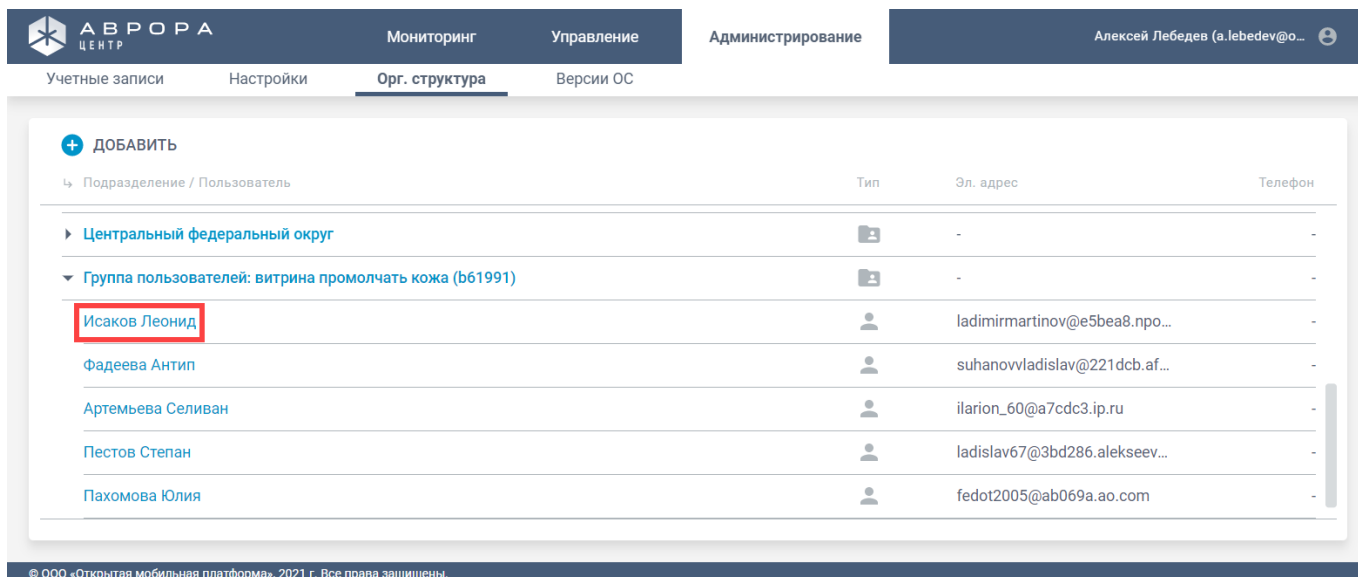 АВРОРА
ЦЕНТР
Мониторинг Управление Администрирование Алексей Лебедев (a.lebedev@o...
Учетные записи Настройки Орг. структура Версии ОС
ДОБАВИТЬ
Подразделение / Пользователь Тип Эл. адрес Телефон
Центральный федеральный округ - -
Группа пользователей: витрина промолчать кожа (b61991) - -
Исаков Леонид ladimirmartinov@e5bea8.npo... -
Фадеева Антип suhanovvladislav@221dcb.af... -
Артемьева Селиван ilarion_60@a7cdc3.ip.ru -
Пестов Степан ladislav67@3bd286.alekseev... -
Пахомова Юлия fedot2005@ab069a.ao.com -
© ООО «Открытая мобильная платформа», 2021 г. Все права защищены.